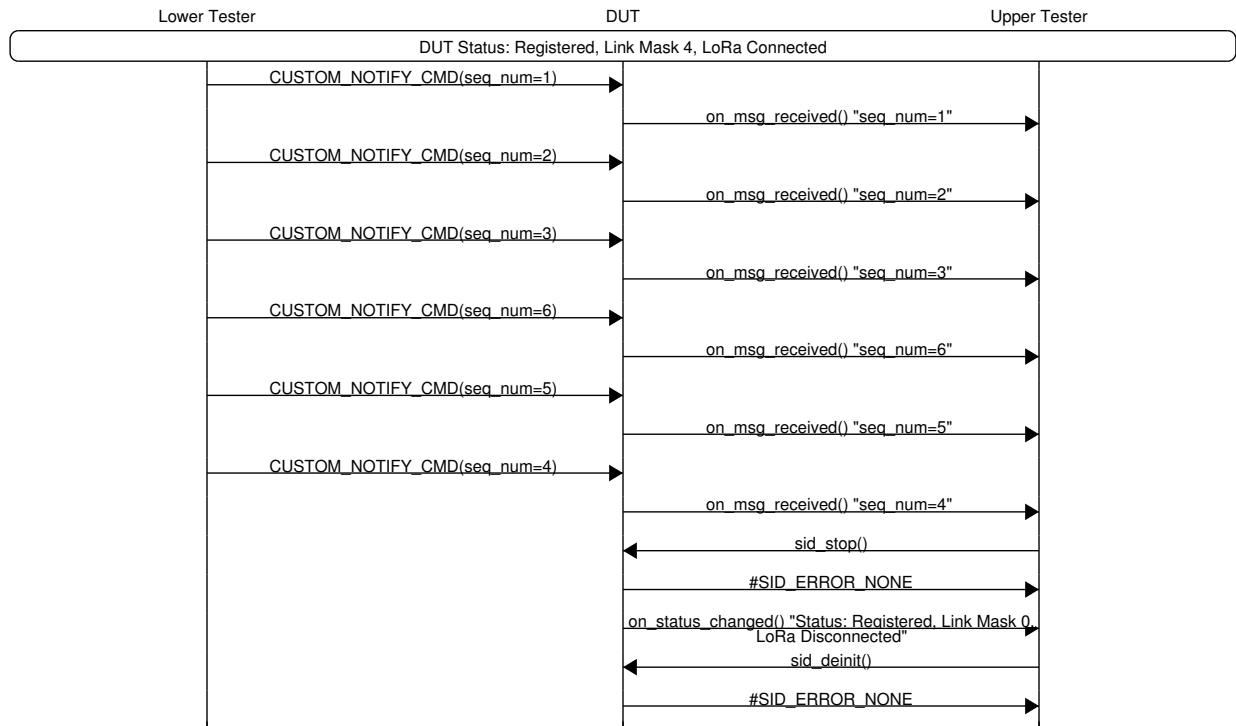 Lower Tester DUT Upper Tester
DUT Status: Registered, Link Mask 4, LoRa Connected
CUSTOM_NOTIFY_CMD(seq_num=1)
on_msg_received() "seq_num=1"
CUSTOM_NOTIFY_CMD(seq_num=2)
on_msg_received() "seq_num=2"
CUSTOM_NOTIFY_CMD(seq_num=3)
on_msg_received() "seq_num=3"
CUSTOM_NOTIFY_CMD(seq_num=6)
on_msg_received() "seq_num=6"
CUSTOM_NOTIFY_CMD(seq_num=5)
on_msg_received() "seq_num=5"
CUSTOM_NOTIFY_CMD(seq_num=4)
on_msg_received() "seq_num=4"
sid_stop()
#SID_ERROR_NONE
on_status_changed() "Status: Registered, Link Mask 0,
LoRa Disconnected"
sid_deinit()
#SID_ERROR_NONE